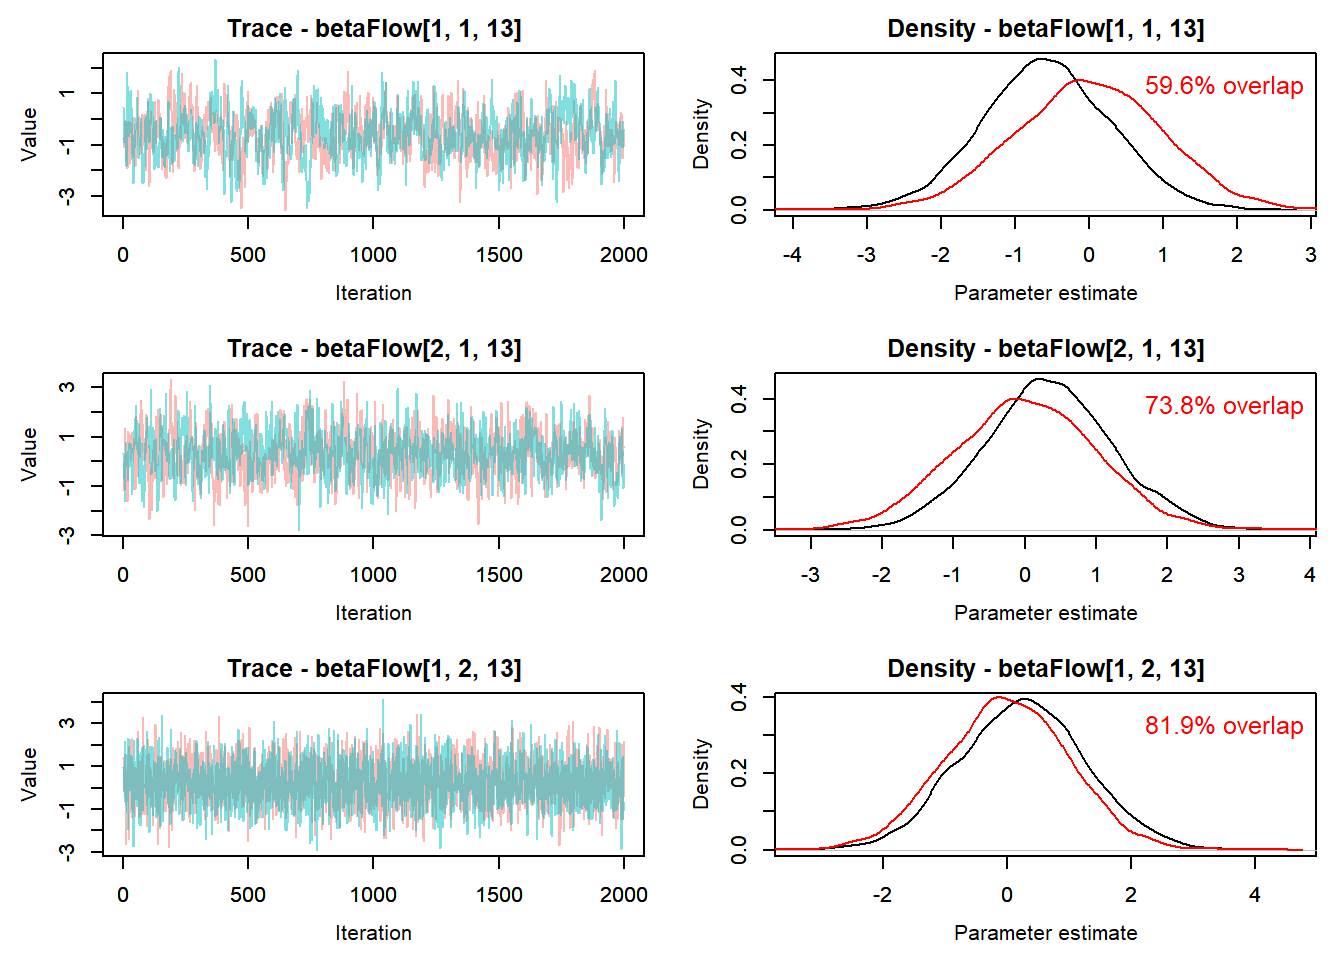 Trace - betaFlow[1, 1, 13]
Value
1
-1
-3
0 500 1000 1500 2000
Iteration
Density - betaFlow[1, 1, 13]
59.6% overlap
Density
0.4
0.2
0.0
-4 -3 -2 -1 0 1 2 3
Parameter estimate
Trace - betaFlow[2, 1, 13]
Value
3
1
-1
-3
0 500 1000 1500 2000
Iteration
Density - betaFlow[2, 1, 13]
73.8% overlap
Density
0.4
0.2
0.0
-3 -2 -1 0 1 2 3 4
Parameter estimate
Trace - betaFlow[1, 2, 13]
Value
3
1
-1
-3
0 500 1000 1500 2000
Iteration
Density - betaFlow[1, 2, 13]
81.9% overlap
Density
0.4
0.2
0.0
-2 0 2 4
Parameter estimate